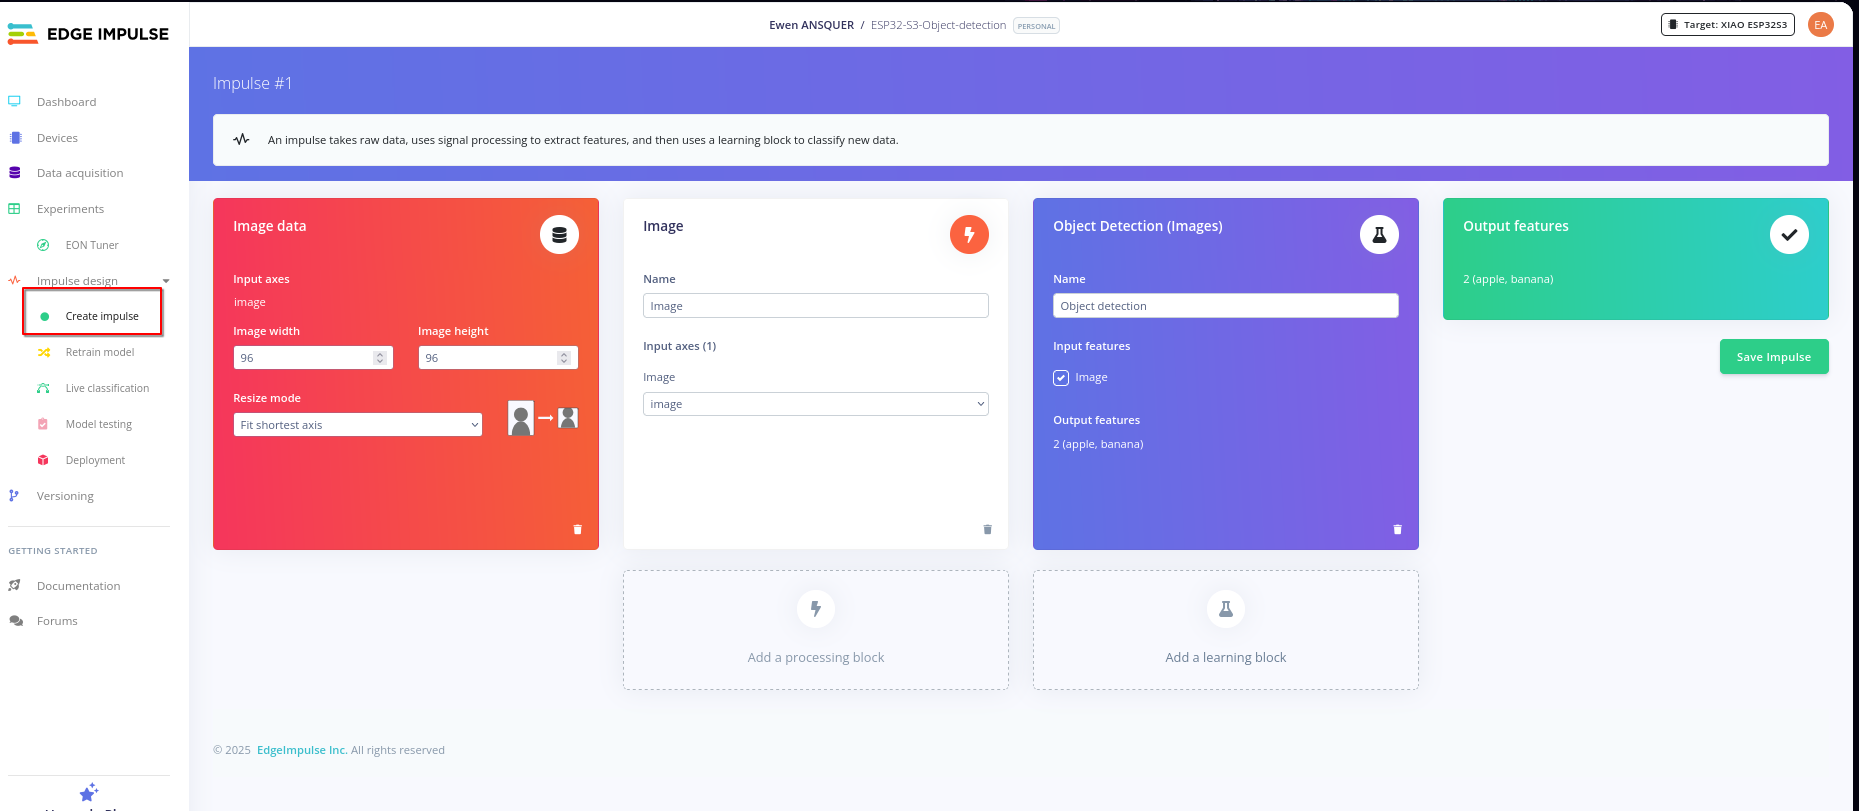 EDGE IMPULSE
Dashboard
Devices
Data acquisition
Experiments
EON Tuner
Impulse design
Create impulse
Retrain model
Live classification
Model testing
Deployment
Versioning
GETTING STARTED
Documentation
Forums
Ewen ANSQUER / ESP32-S3-Object-detection PERSONAL
Target: XIAO ESP32S3
EA
Impulse #1
An impulse takes raw data, uses signal processing to extract features, and then uses a learning block to classify new data.
Image data
Input axes
image
Image width
Image height
96
96
Resize mode
Fit shortest axis
Image
Name
Image
Input axes (1)
Image
image
Object Detection (Images)
Name
Object detection
Input features
Image
Output features
2 (apple, banana)
Output features
2 (apple, banana)
Save Impulse
Add a processing block
Add a learning block
© 2025 EdgeImpulse Inc. All rights reserved